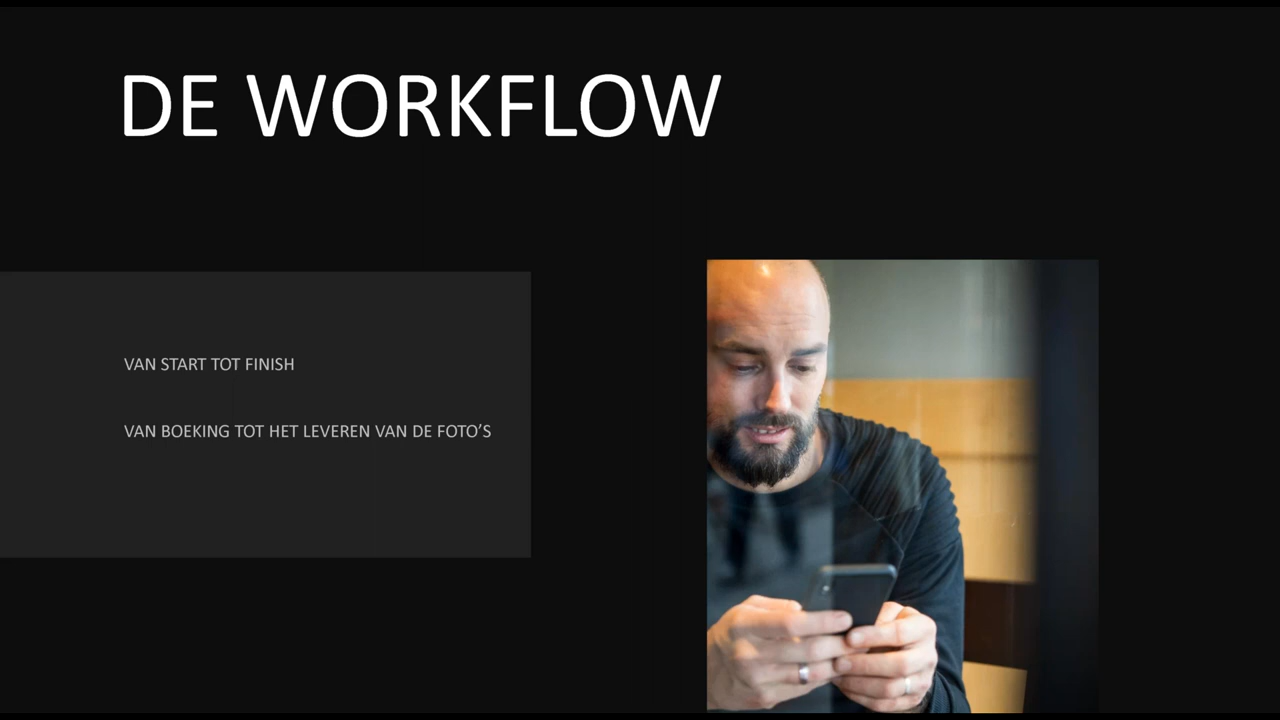 DE WORKFLOW
VAN START TOT FINISH
VAN BOEKING TOT HET LEVEREN VAN DE FOTO’S